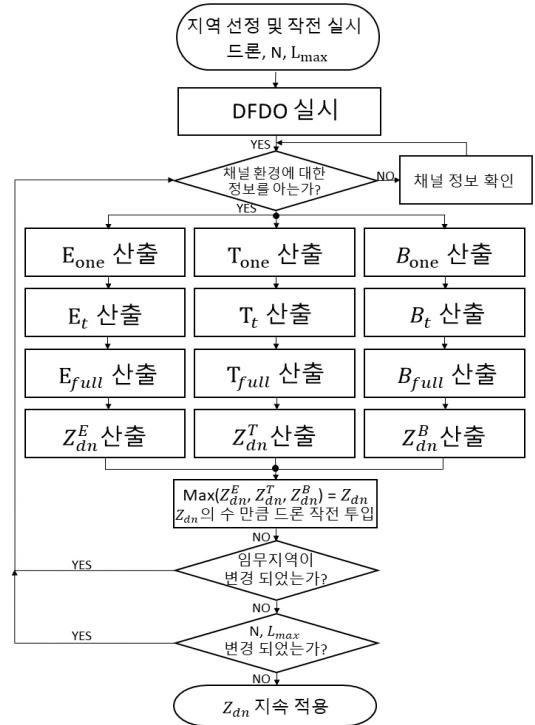 지역 선정 및 작전 실시
드론, N, L_max
DFDO 실시
YES
채널 환경에 대한
정보를 아는가?
NO
채널 정보 확인
YES
E_one 산출
T_one 산출
B_one 산출
E_t 산출
T_t 산출
B_t 산출
E_full 산출
T_full 산출
B_full 산출
Z_dn^E 산출
Z_dn^T 산출
Z_dn^B 산출
Max(Z_dn^E, Z_dn^T, Z_dn^B) = Z_dn
Z_dn의 수 만큼 드론 작전 투입
NO
임무지역이
변경 되었는가?
YES
NO
N, L_max
변경 되었는가?
YES
NO
Z_dn 지속 적용